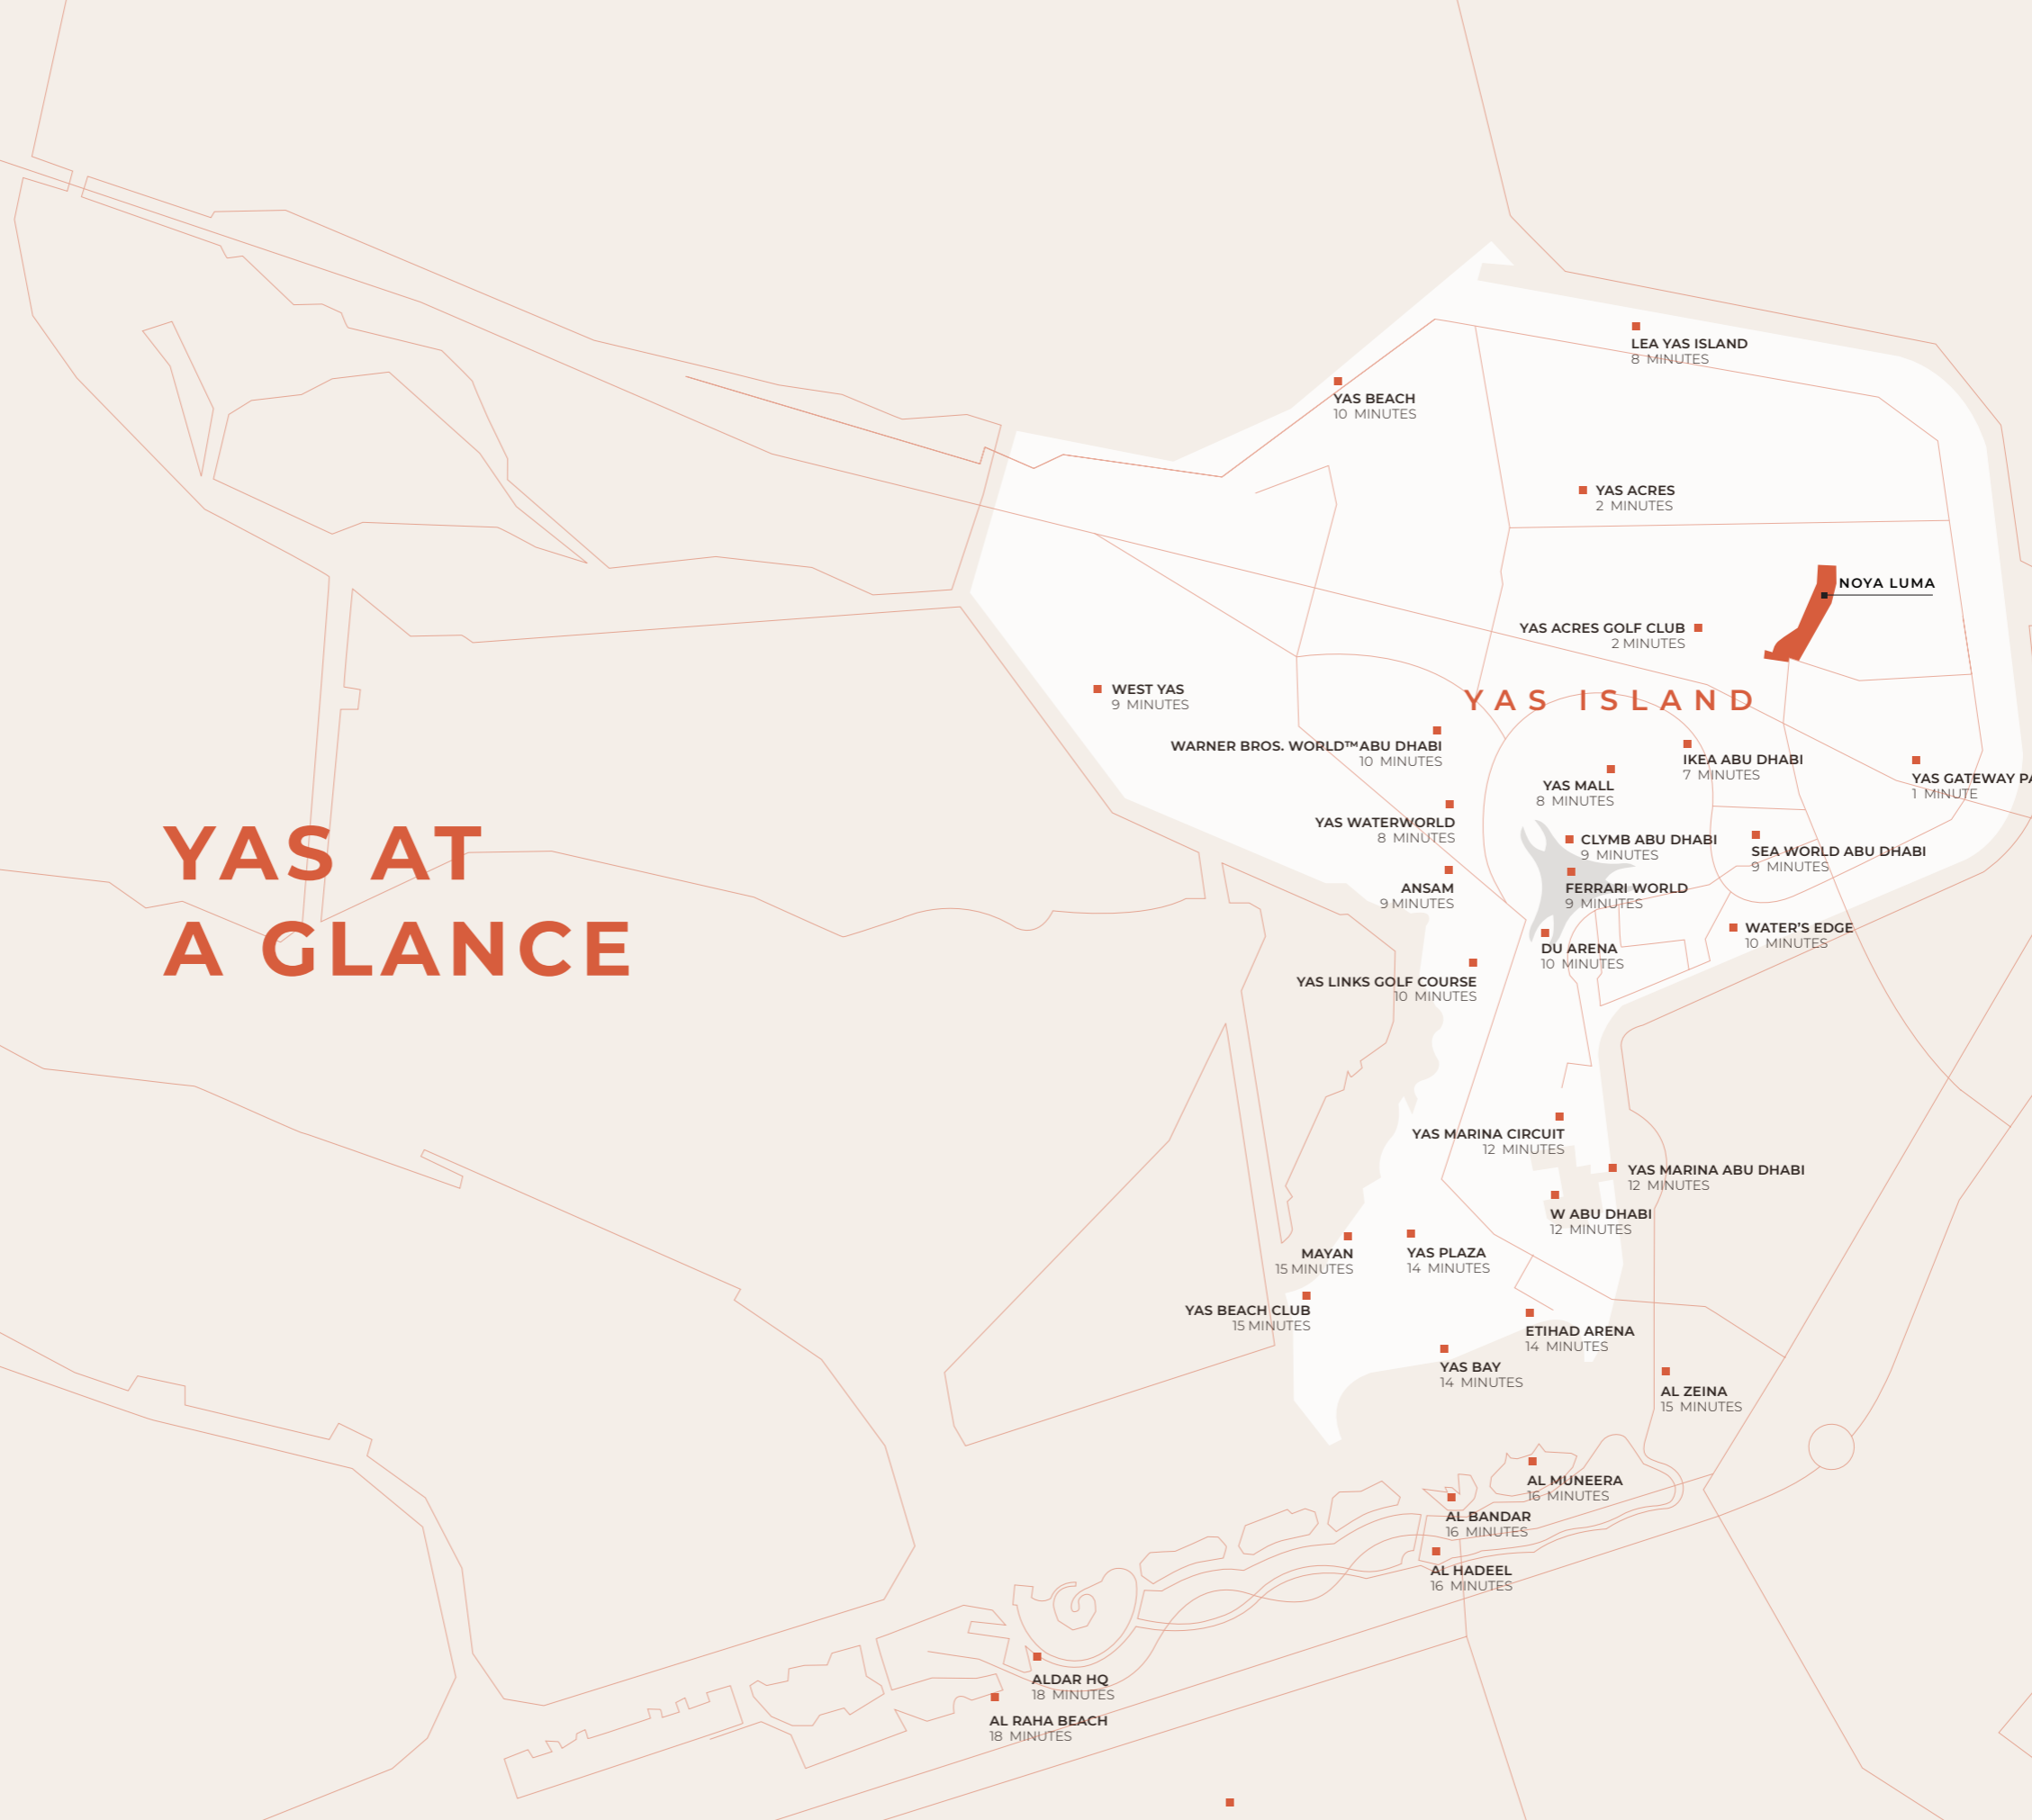 LEA YAS ISLAND
8 MINUTES
YAS BEACH
10 MINUTES
YAS ACRES
2 MINUTES
NOYA LUMA
YAS ACRES GOLF CLUB
2 MINUTES
WEST YAS
9 MINUTES
YAS ISLAND
WARNER BROS. WORLD™ABU DHABI
10 MINUTES
IKEA ABU DHABI
7 MINUTES
YAS MALL
8 MINUTES
YAS GATEWAY PA
1 MINUTE
YAS WATERWORLD
8 MINUTES
CLYMB ABU DHABI
9 MINUTES
SEA WORLD ABU DHABI
9 MINUTES
YAS AT
A GLANCE
ANSAM
9 MINUTES
FERRARI WORLD
9 MINUTES
WATER'S EDGE
10 MINUTES
DU ARENA
10 MINUTES
YAS LINKS GOLF COURSE
10 MINUTES
YAS MARINA CIRCUIT
12 MINUTES
YAS MARINA ABU DHABI
12 MINUTES
W ABU DHABI
12 MINUTES
MAYAN
15 MINUTES
YAS PLAZA
14 MINUTES
YAS BEACH CLUB
15 MINUTES
ETIHAD ARENA
14 MINUTES
YAS BAY
14 MINUTES
AL ZEINA
15 MINUTES
AL MUNEERA
16 MINUTES
AL BANDAR
16 MINUTES
AL HADEEL
16 MINUTES
ALDAR HQ
18 MINUTES
AL RAHA BEACH
18 MINUTES